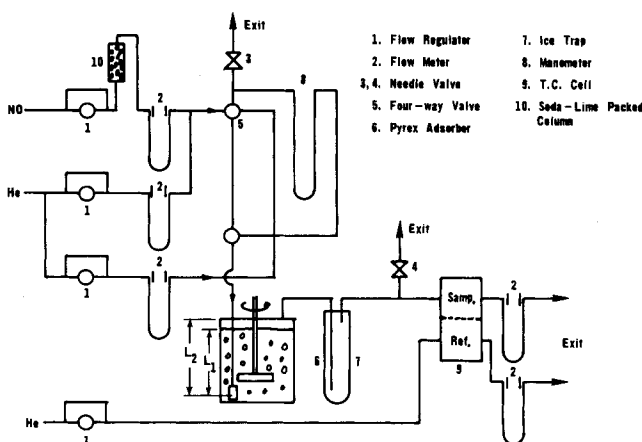 Exit
3
8
10
NO
1
2
5
He
1
2
1
2
Exit
4
L2
L1
6
7
Samp.
Ref.
9
2
Exit
2
He
1
1. Flow Regulator
2. Flow Meter
3,4. Needle Valve
5. Four-way Valve
6. Pyrex Adsorber
7. Ice Trap
8. Manometer
9. T.C. Cell
10. Soda-Lime Packed
Column